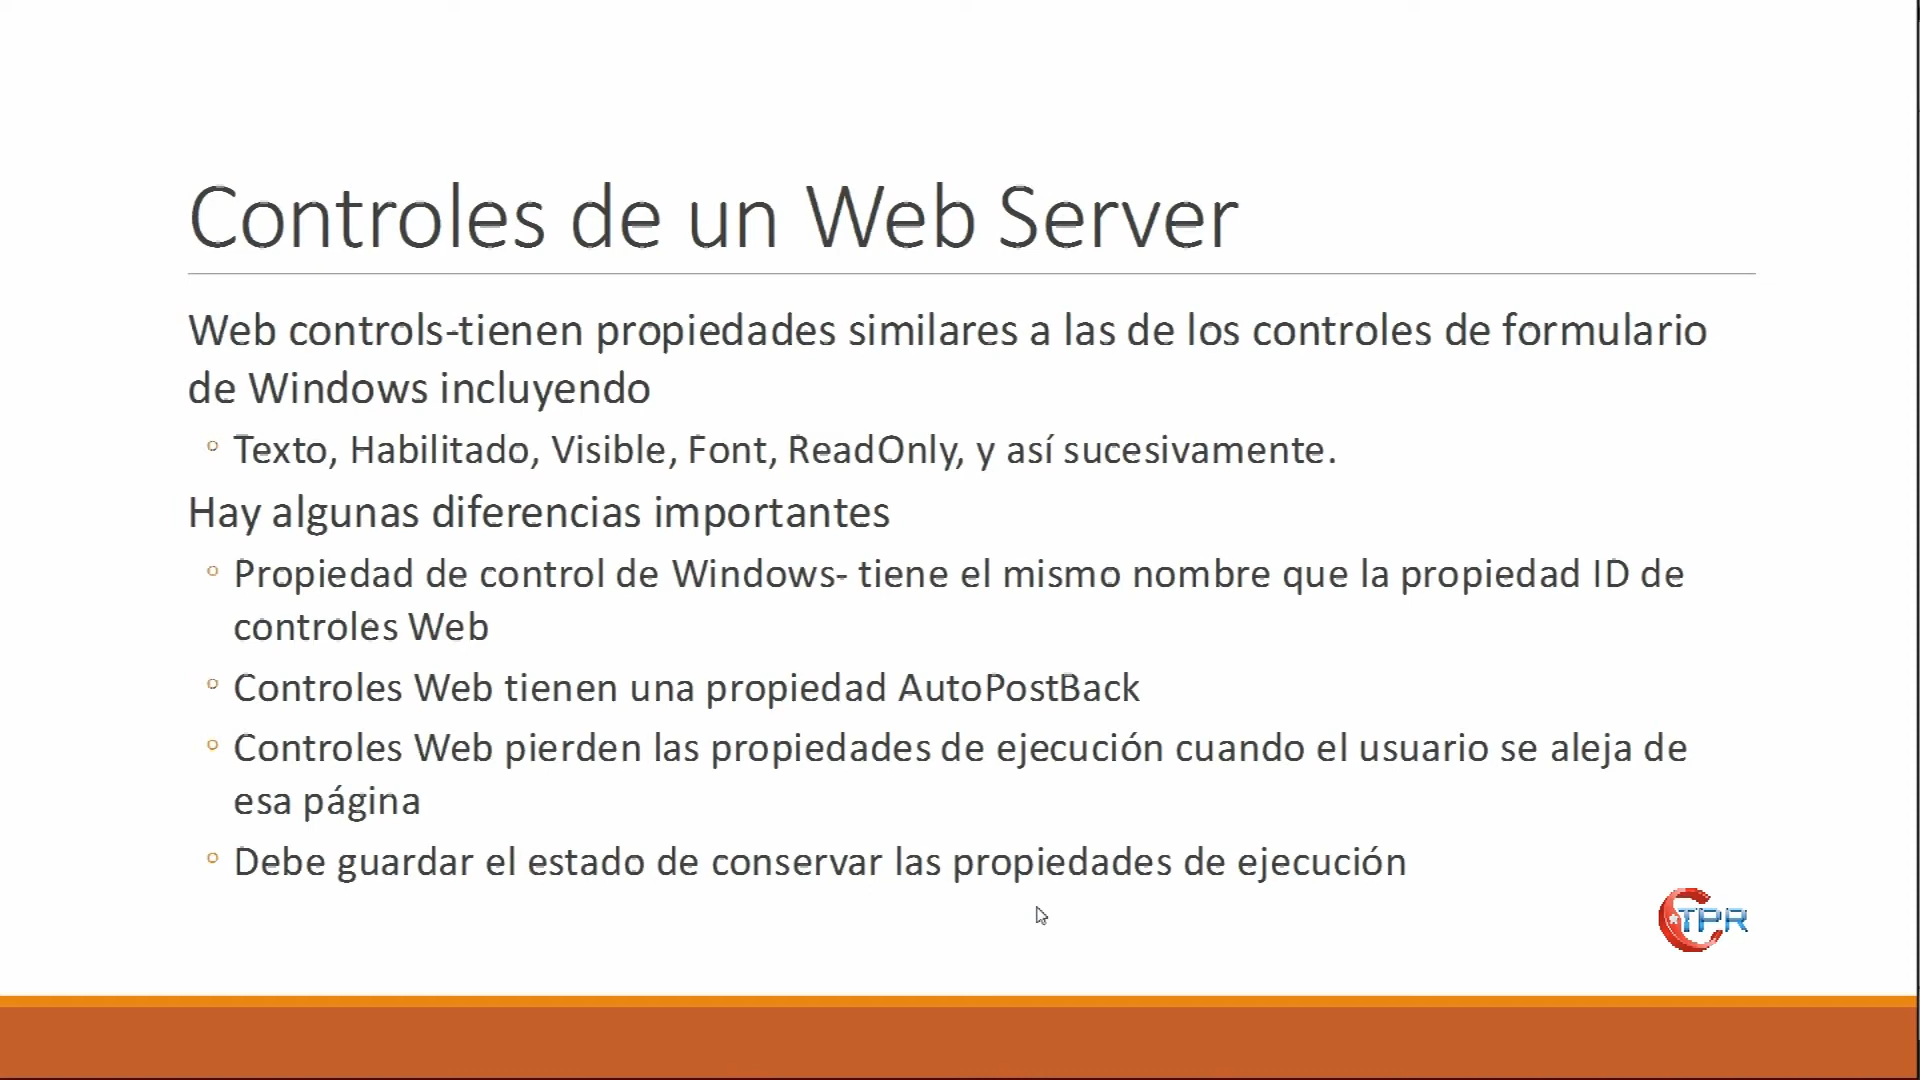 Controles de un Web Server
Web controls-tienen propiedades similares a las de los controles de formulario
de Windows incluyendo
◦ Texto, Habilitado, Visible, Font, ReadOnly, y así sucesivamente.
Hay algunas diferencias importantes
◦ Propiedad de control de Windows- tiene el mismo nombre que la propiedad ID de
controles Web
◦ Controles Web tienen una propiedad AutoPostBack
◦ Controles Web pierden las propiedades de ejecución cuando el usuario se aleja de
esa página
◦ Debe guardar el estado de conservar las propiedades de ejecución
CTPR